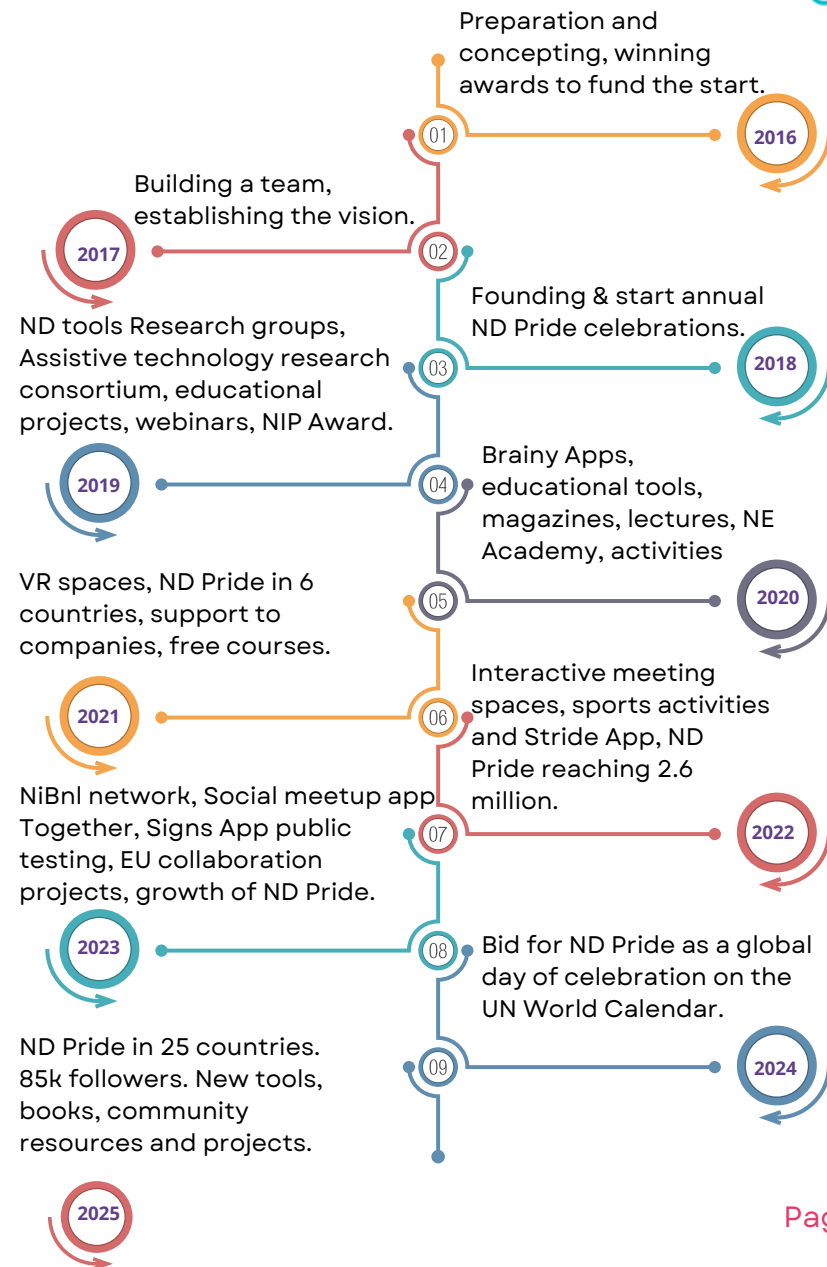 Preparation and
concepting, winning
awards to fund the start.
01
2016
Building a team,
establishing the vision.
2017
02
Founding & start annual
ND Pride celebrations.
03
2018
ND tools Research groups,
Assistive technology research
consortium, educational
projects, webinars, NIP Award.
2019
04
Brainy Apps,
educational tools,
magazines, lectures, NE
Academy, activities
05
2020
VR spaces, ND Pride in 6
countries, support to
companies, free courses.
2021
06
Interactive meeting
spaces, sports activities
and Stride App, ND
Pride reaching 2.6
million.
07
2022
NiBnl network, Social meetup app
Together, Signs App public
testing, EU collaboration
projects, growth of ND Pride.
2023
08
Bid for ND Pride as a global
day of celebration on the
UN World Calendar.
09
2024
ND Pride in 25 countries.
85k followers. New tools,
books, community
resources and projects.
2025